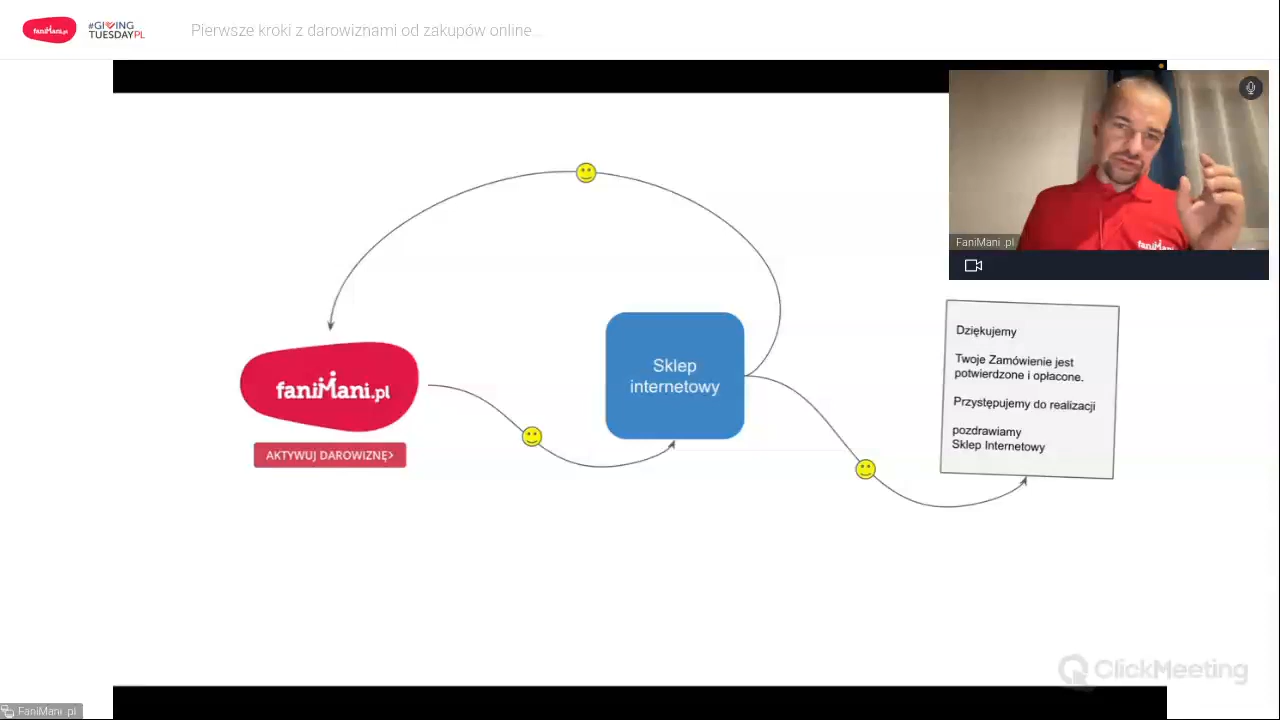 faniMani.pl
#GIVING
TUESDAYPL
Pierwsze kroki z darowiznami od zakupów online...
FaniMani .pl
faniMani
Dziękujemy
Twoje Zamówienie jest
potwierdzone i opłacone.
Przystępujemy do realizacji
pozdrawiamy
Sklep Internetowy
Sklep
internetowy
faniMani.pl
AKTYWUJ DAROWIZNĘ>
ClickMeeting
FaniMani .pl